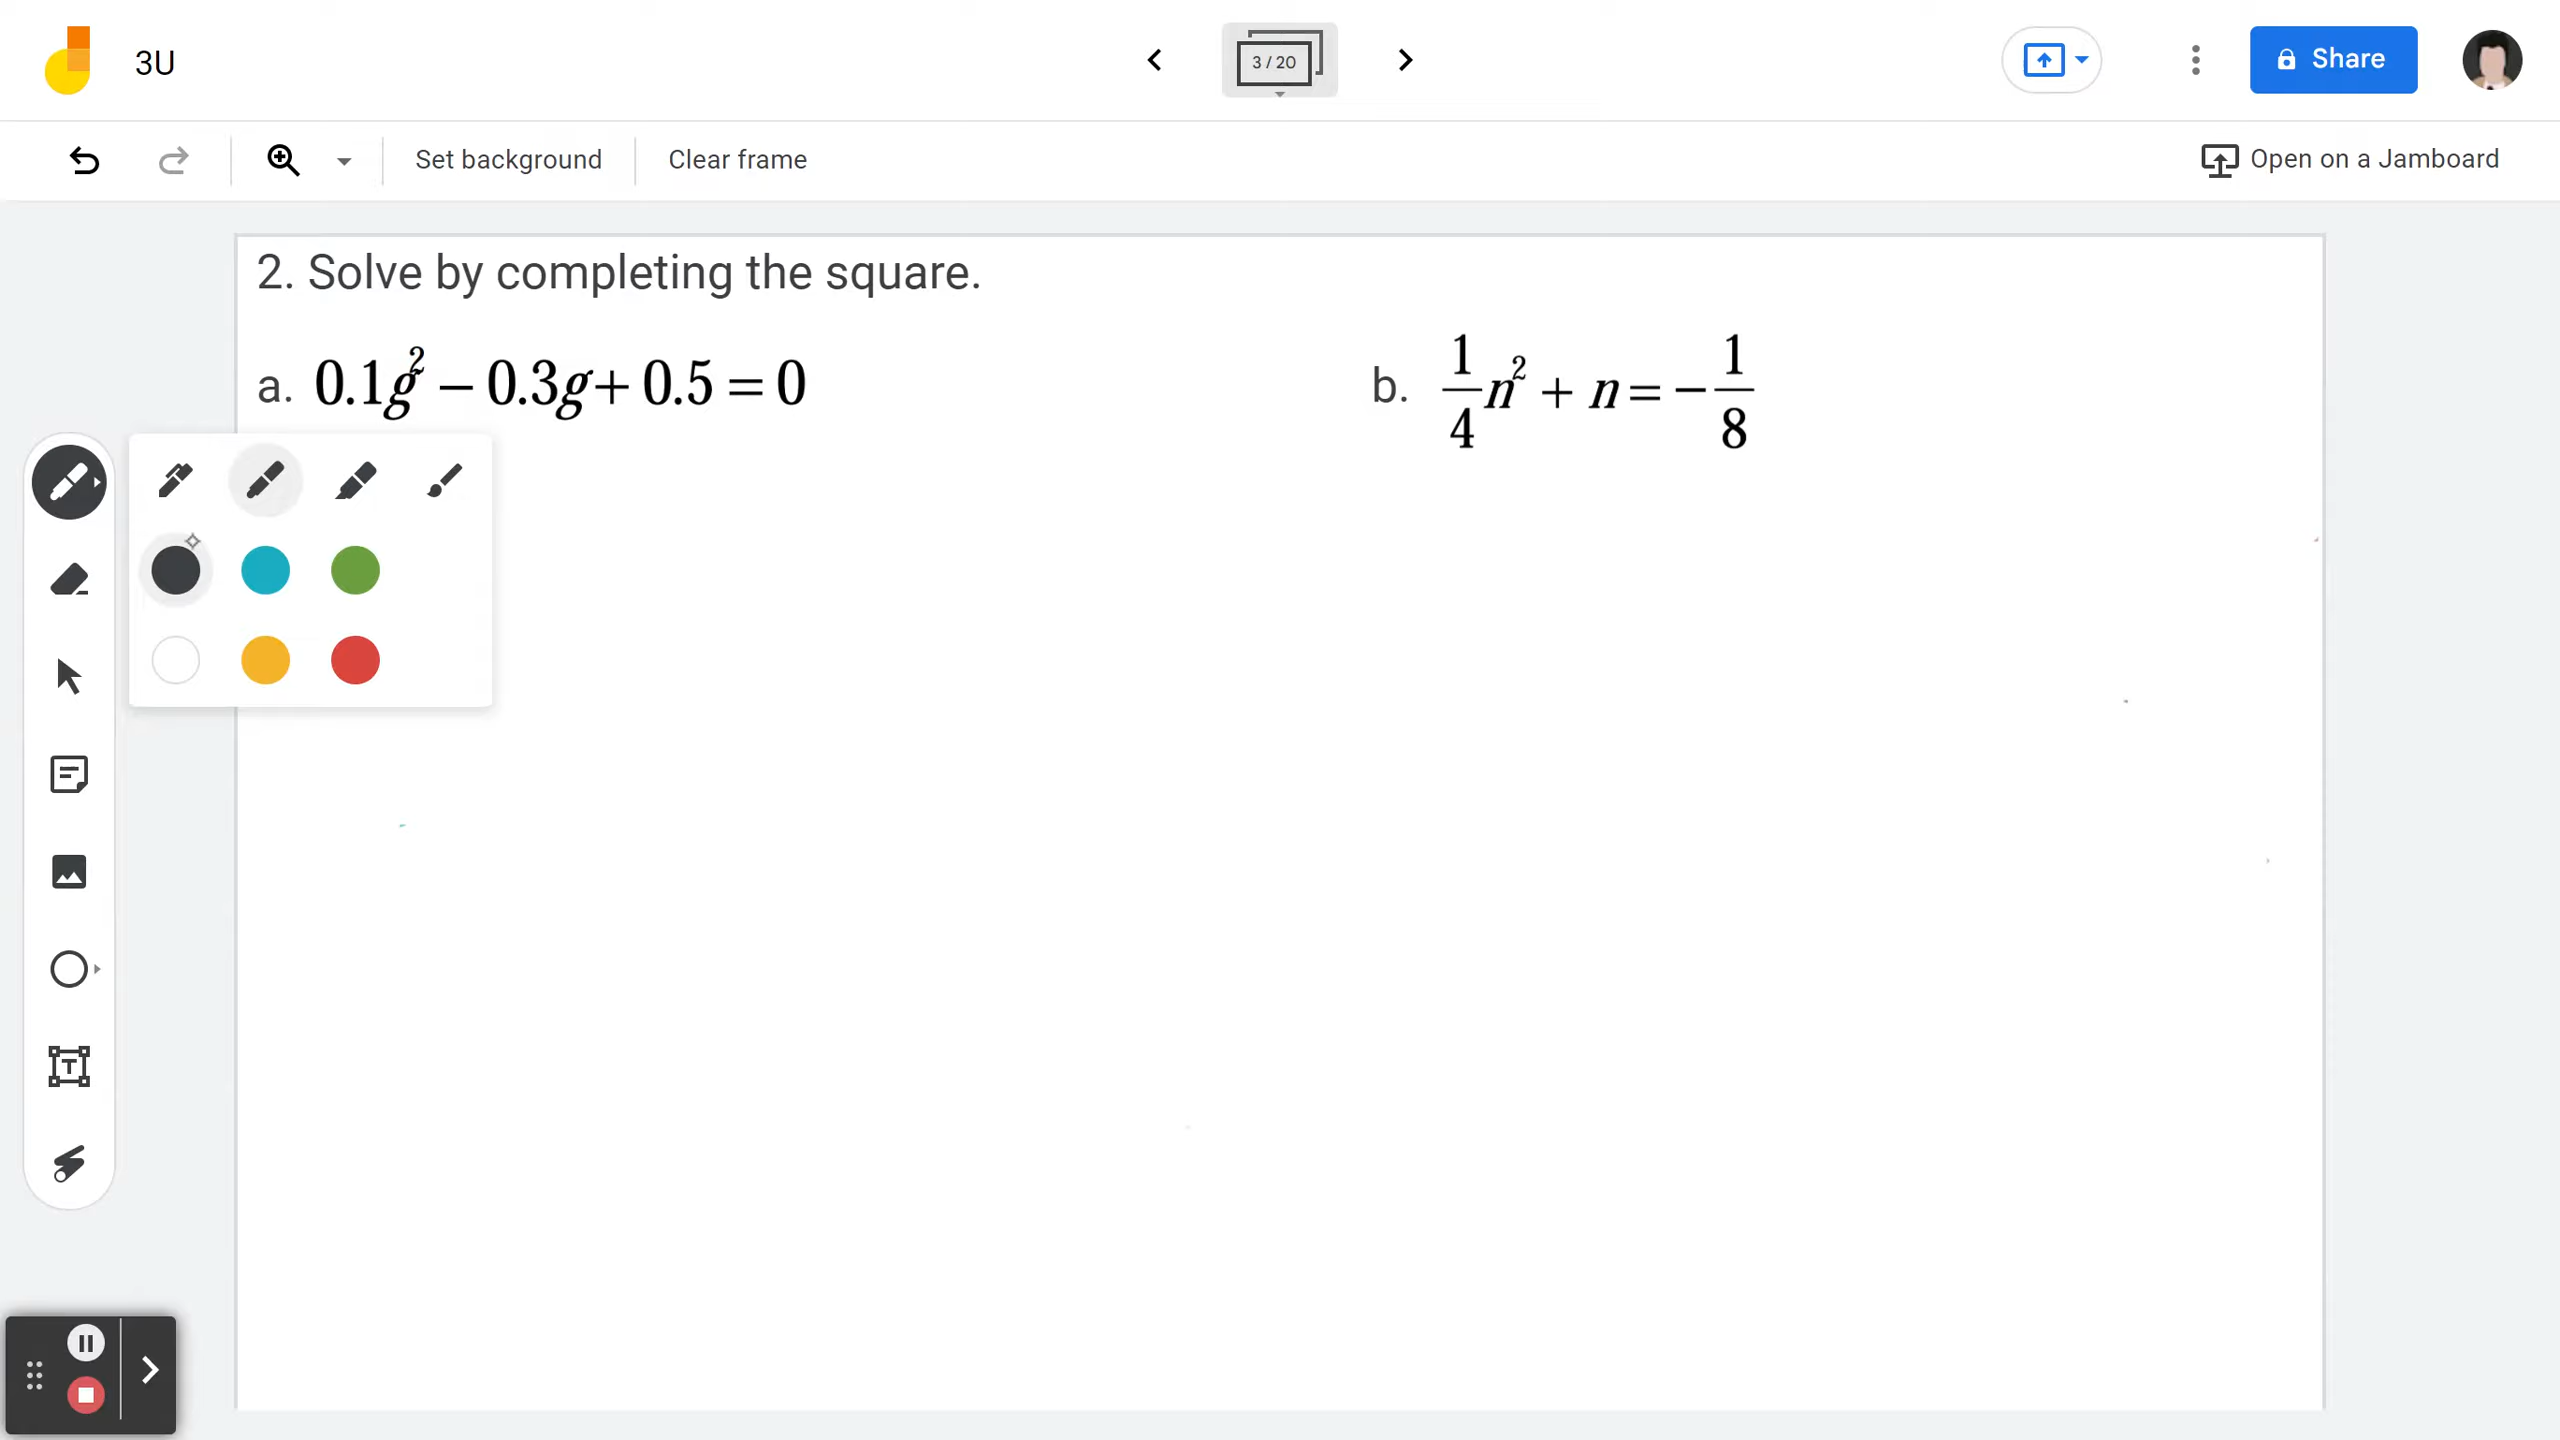 3U
3 / 20
Share
Set background
Clear frame
Open on a Jamboard
2. Solve by completing the square.
a. 0.1g² − 0.3g + 0.5 = 0
b. 1/4 n² + n = − 1/8